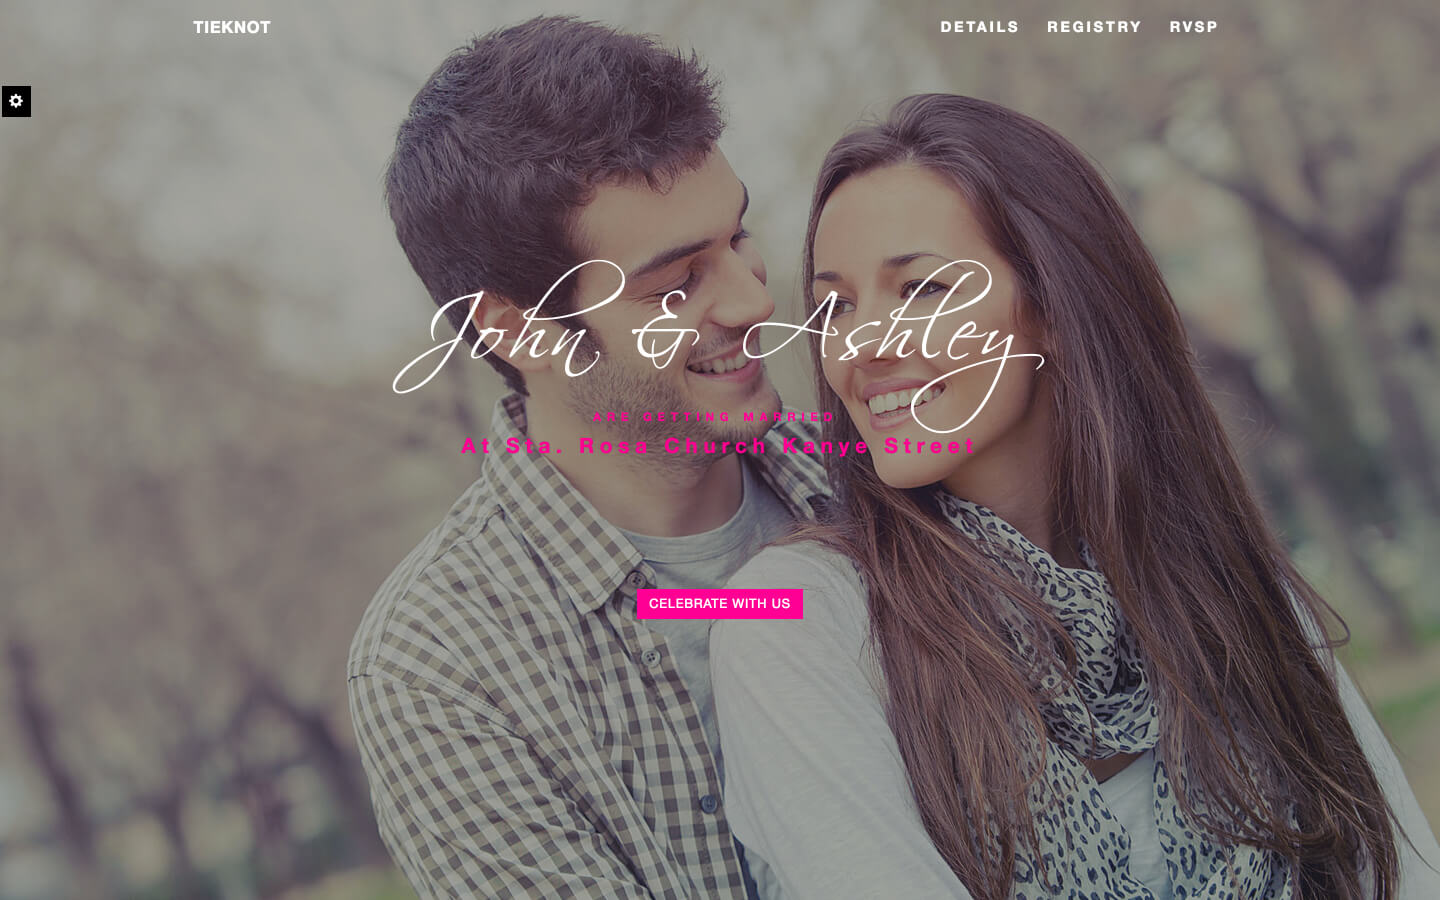 TIEKNOT
DETAILS REGISTRY RVSP
John & Ashley
ARE GETTING MARRIED
At Sta. Rosa Church Kanye Street
CELEBRATE WITH US